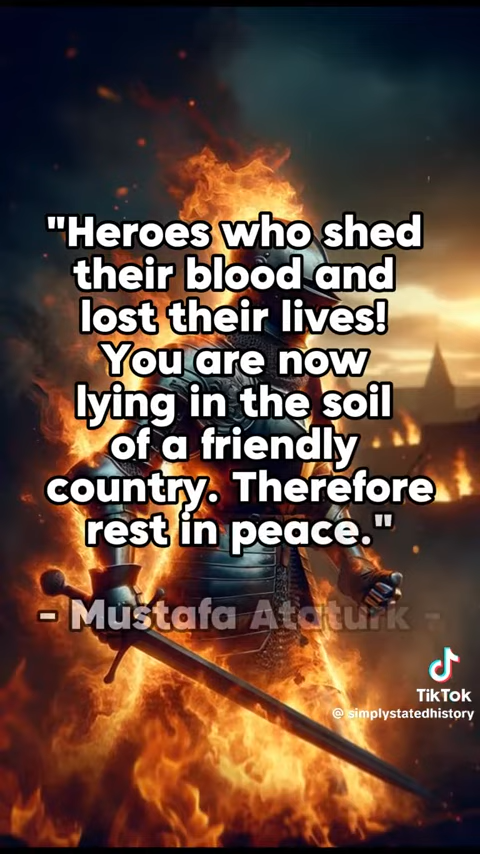 "Heroes who shed
their blood and
lost their lives!
You are now
lying in the soil
of a friendly
country. Therefore
rest in peace."
- Mustafa Ataturk -
TikTok
@simplystatedhistory